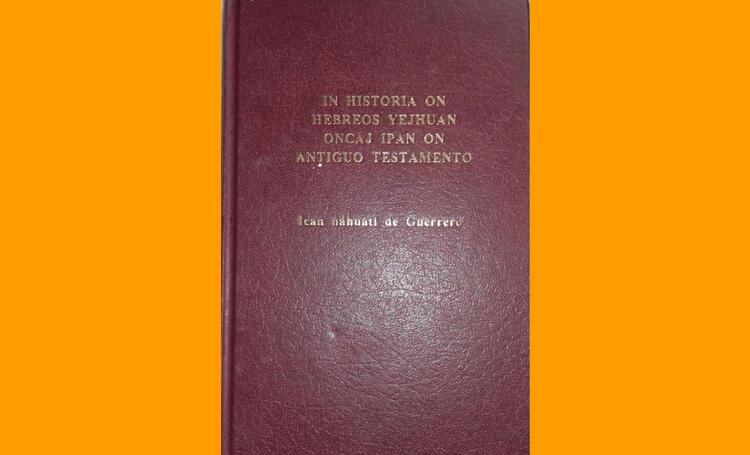 IN HISTORIA ON
HEBREOS YEJHUAN
ONCAJ IPAN ON
ANTIGUO TESTAMENTO
Ican náhuatl de Guerrero